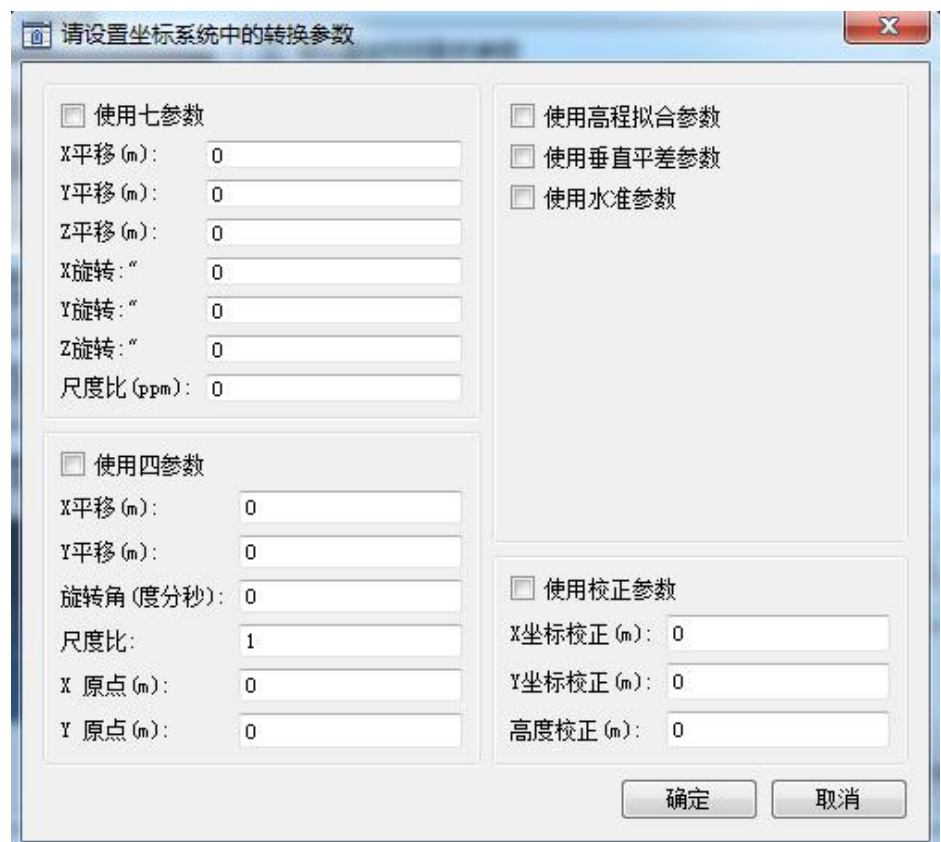 请设置坐标系统中的转换参数
使用七参数
X平移(m): 0
Y平移(m): 0
Z平移(m): 0
X旋转:″ 0
Y旋转:″ 0
Z旋转:″ 0
尺度比(ppm): 0
使用四参数
X平移(m): 0
Y平移(m): 0
旋转角(度分秒): 0
尺度比: 1
X 原点(m): 0
Y 原点(m): 0
使用高程拟合参数
使用垂直平差参数
使用水准参数
使用校正参数
X坐标校正(m): 0
Y坐标校正(m): 0
高度校正(m): 0
确定 取消